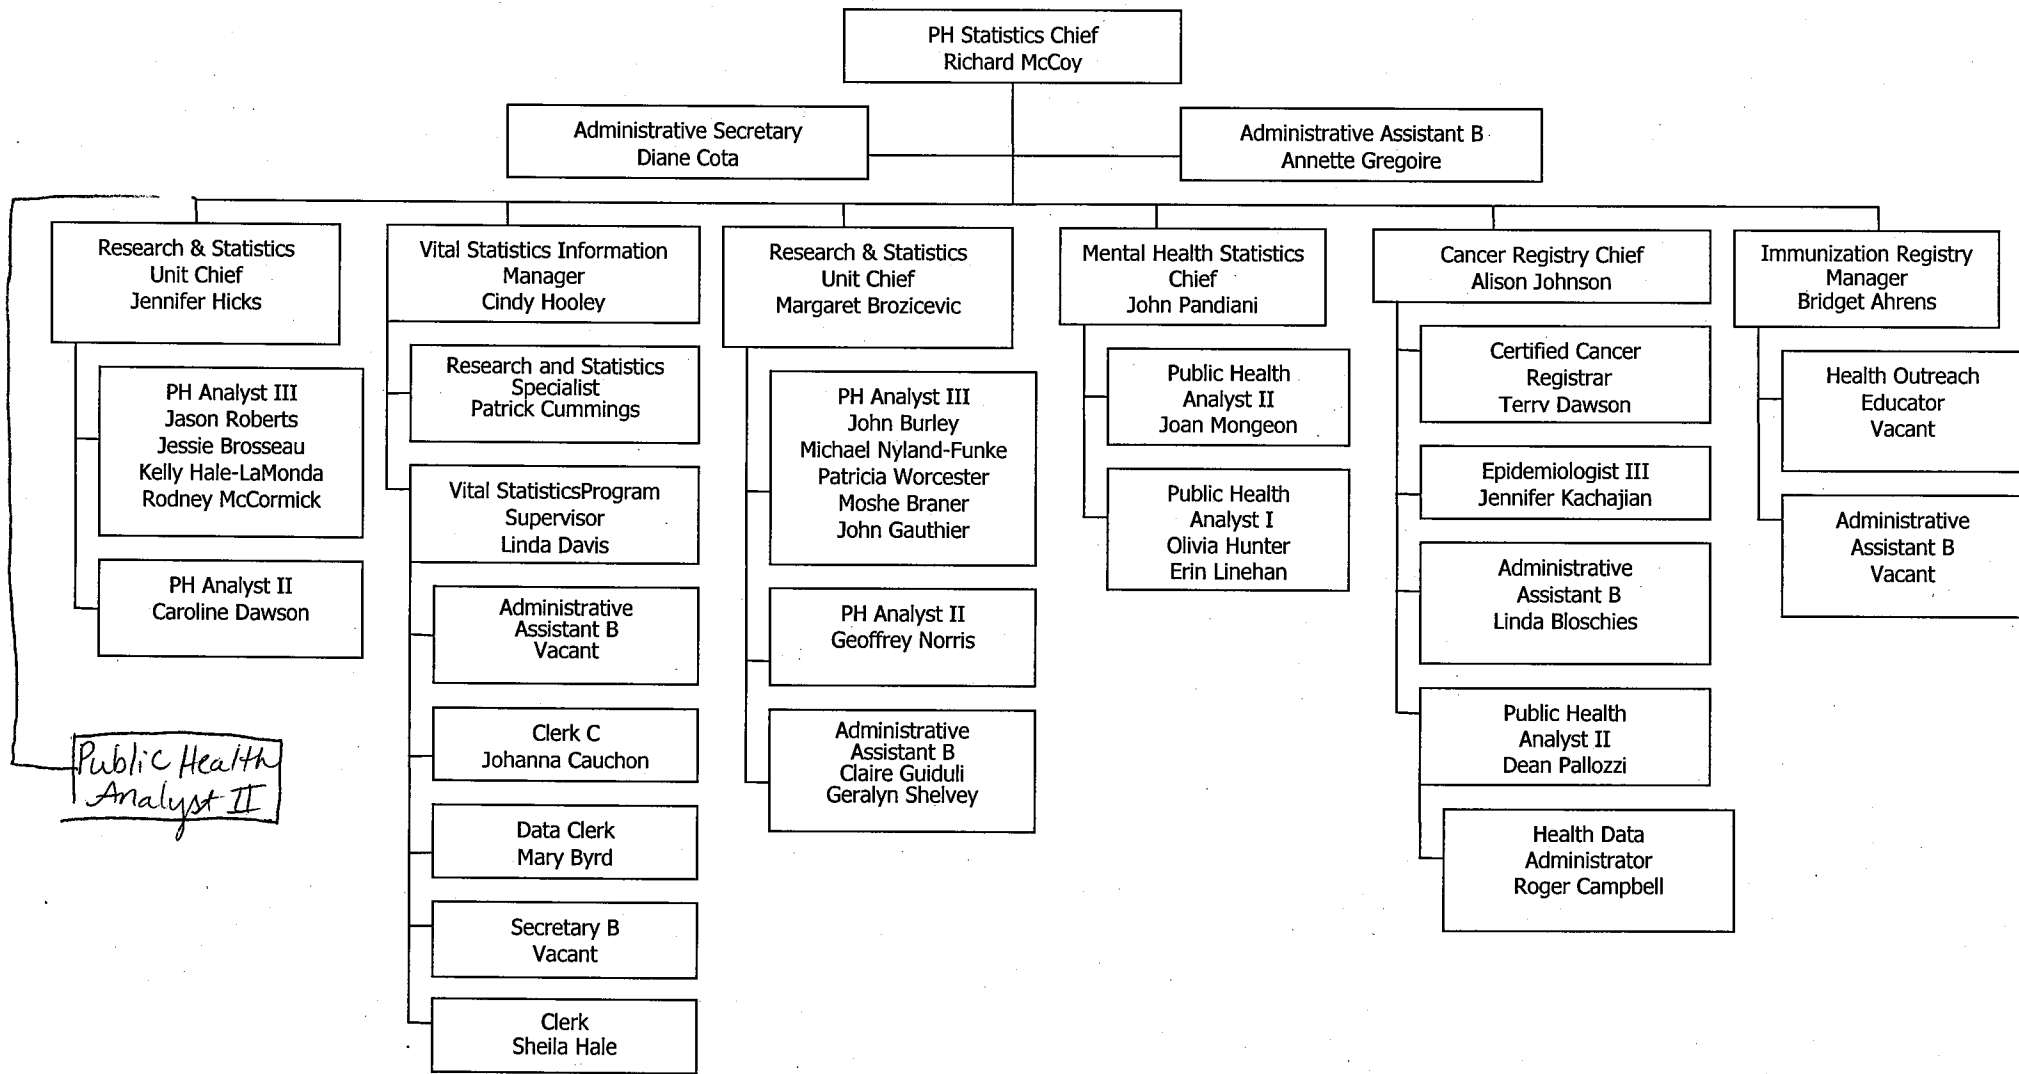 PH Statistics Chief
Richard McCoy
Administrative Secretary
Diane Cota
Administrative Assistant B
Annette Gregoire
Research & Statistics
Unit Chief
Jennifer Hicks
PH Analyst III
Jason Roberts
Jessie Brosseau
Kelly Hale-LaMonda
Rodney McCormick
PH Analyst II
Caroline Dawson
Public Health
Analyst II
Vital Statistics Information
Manager
Cindy Hooley
Research and Statistics
Specialist
Patrick Cummings
Vital StatisticsProgram
Supervisor
Linda Davis
Administrative
Assistant B
Vacant
Clerk C
Johanna Cauchon
Data Clerk
Mary Byrd
Secretary B
Vacant
Clerk
Sheila Hale
Research & Statistics
Unit Chief
Margaret Brozicevic
PH Analyst III
John Burley
Michael Nyland-Funke
Patricia Worcester
Moshe Braner
John Gauthier
PH Analyst II
Geoffrey Norris
Administrative
Assistant B
Claire Guiduli
Geralyn Shelvey
Mental Health Statistics
Chief
John Pandiani
Public Health
Analyst II
Joan Mongeon
Public Health
Analyst I
Olivia Hunter
Erin Linehan
Cancer Registry Chief
Alison Johnson
Certified Cancer
Registrar
Terry Dawson
Epidemiologist III
Jennifer Kachajian
Administrative
Assistant B
Linda Bloschies
Public Health
Analyst II
Dean Pallozzi
Health Data
Administrator
Roger Campbell
Immunization Registry
Manager
Bridget Ahrens
Health Outreach
Educator
Vacant
Administrative
Assistant B
Vacant